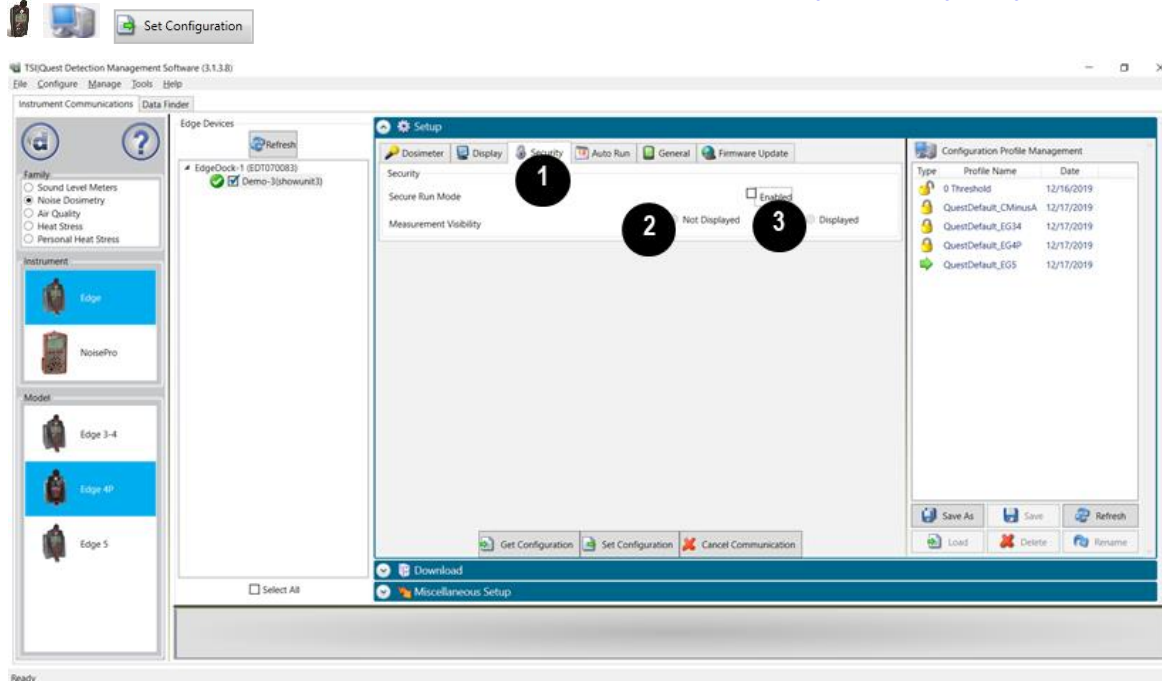 Set Configuration
TSI|Quest Detection Management Software (3.1.3.8)
File Configure Manage Tools Help
Instrument Communications Data Finder
Family
Sound Level Meters
Noise Dosimetry
Air Quality
Heat Stress
Personal Heat Stress
Instrument
Edge
NoisePro
Model
Edge 3-4
Edge 4P
Edge 5
Edge Devices
Refresh
EdgeDock-1 (EDT070083)
Demo-3(showunit3)
Select All
Setup
Dosimeter Display Security Auto Run General Firmware Update
Security
1
Secure Run Mode Enabled
Measurement Visibility 2 Not Displayed 3 Displayed
Get Configuration Set Configuration Cancel Communication
Download
Miscellaneous Setup
Configuration Profile Management
Type Profile Name Date
0 Threshold 12/16/2019
QuestDefault_CMinusA 12/17/2019
QuestDefault_EG34 12/17/2019
QuestDefault_EG4P 12/17/2019
QuestDefault_EG5 12/17/2019
Save As Save Refresh
Load Delete Rename
Ready